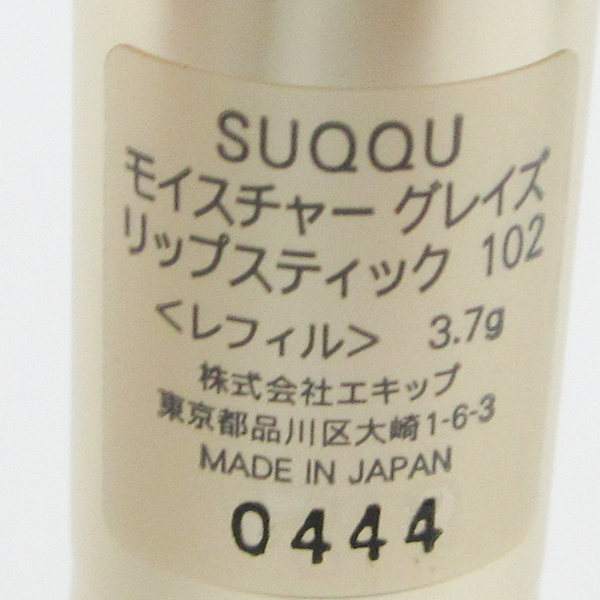 SUQQU
モイスチャー グレイズ
リップスティック 102
<レフィル> 3.7g
株式会社エキップ
東京都品川区大崎1-6-3
MADE IN JAPAN
0444